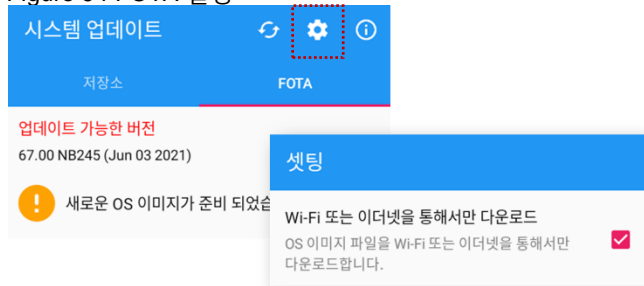 시스템 업데이트
저장소
FOTA
업데이트 가능한 버전
67.00 NB245 (Jun 03 2021)
새로운 OS 이미지가 준비 되었습
셋팅
Wi-Fi 또는 이더넷을 통해서만 다운로드
OS 이미지 파일을 Wi-Fi 또는 이더넷을 통해서만
다운로드합니다.